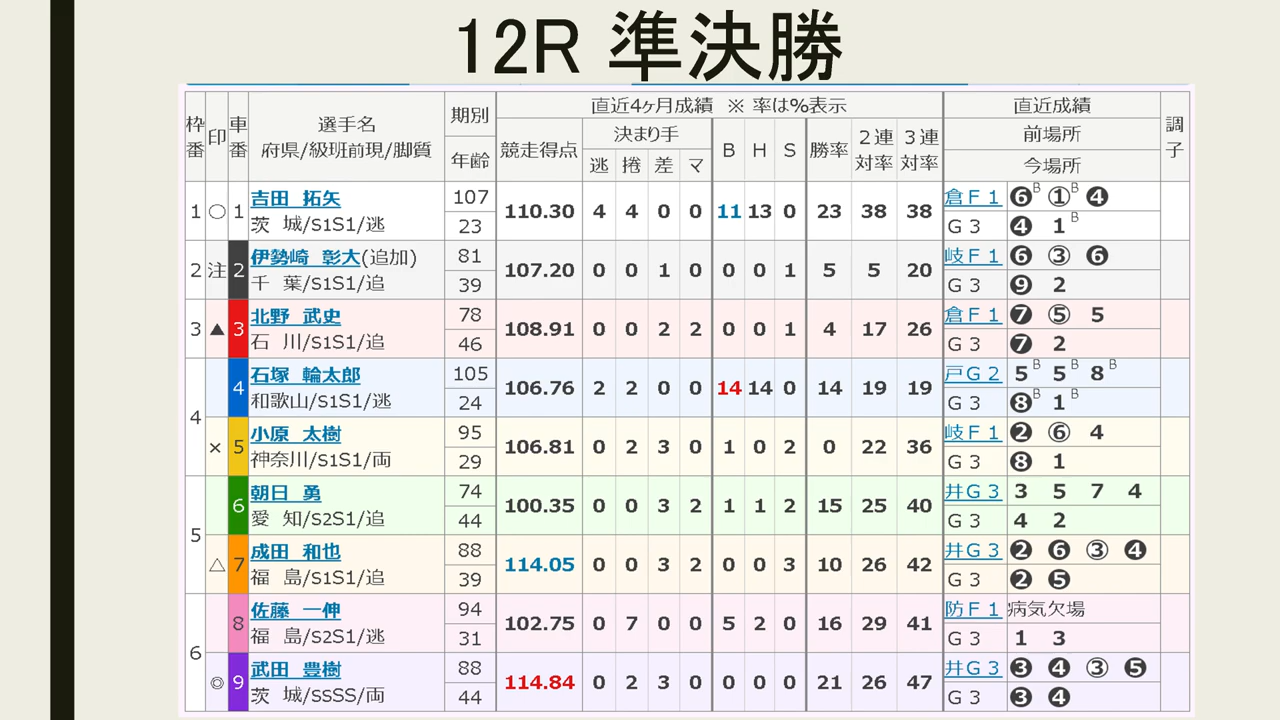 12R 準決勝
枠番 印 車番 選手名 府県/級班前現/脚質 期別 年齢 直近4ヶ月成績 ※ 率は%表示 直近成績 調子
競走得点 決まり手 B H S 勝率 2連対率 3連対率 前場所
逃 捲 差 マ 今場所
1 ○ 1 吉田 拓矢 107 110.30 4 4 0 0 11 13 0 23 38 38 倉F1 ❻B ①B ❹
茨 城/S1S1/逃 23 G3 ❹ 1B
2 注 2 伊勢崎 彰大(追加) 81 107.20 0 0 1 0 0 0 1 5 5 20 岐F1 ❻ ③ ❻
千 葉/S1S1/追 39 G3 ❾ 2
3 ▲ 3 北野 武史 78 108.91 0 0 2 2 0 0 1 4 17 26 倉F1 ❼ ⑤ 5
石 川/S1S1/追 46 G3 ❼ 2
4 4 石塚 輪太郎 105 106.76 2 2 0 0 14 14 0 14 19 19 戸G2 5B 5B 8B
和歌山/S1S1/逃 24 G3 ❽B 1B
× 5 小原 太樹 95 106.81 0 2 3 0 1 0 2 0 22 36 岐F1 ❷ ⑥ 4
神奈川/S1S1/両 29 G3 ❽ 1
5 6 朝日 勇 74 100.35 0 0 3 2 1 1 2 15 25 40 井G3 3 5 7 4
愛 知/S2S1/追 44 G3 4 2
△ 7 成田 和也 88 114.05 0 0 3 2 0 0 3 10 26 42 井G3 ❷ ❻ ③ ❹
福 島/S1S1/追 39 G3 ❷ ❺
6 8 佐藤 一伸 94 102.75 0 7 0 0 5 2 0 16 29 41 防F1 病気欠場
福 島/S2S1/逃 31 G3 1 3
◎ 9 武田 豊樹 88 114.84 0 2 3 0 0 0 0 21 26 47 井G3 ❸ ❹ ③ ❺
茨 城/SSSS/両 44 G3 ❸ ❹